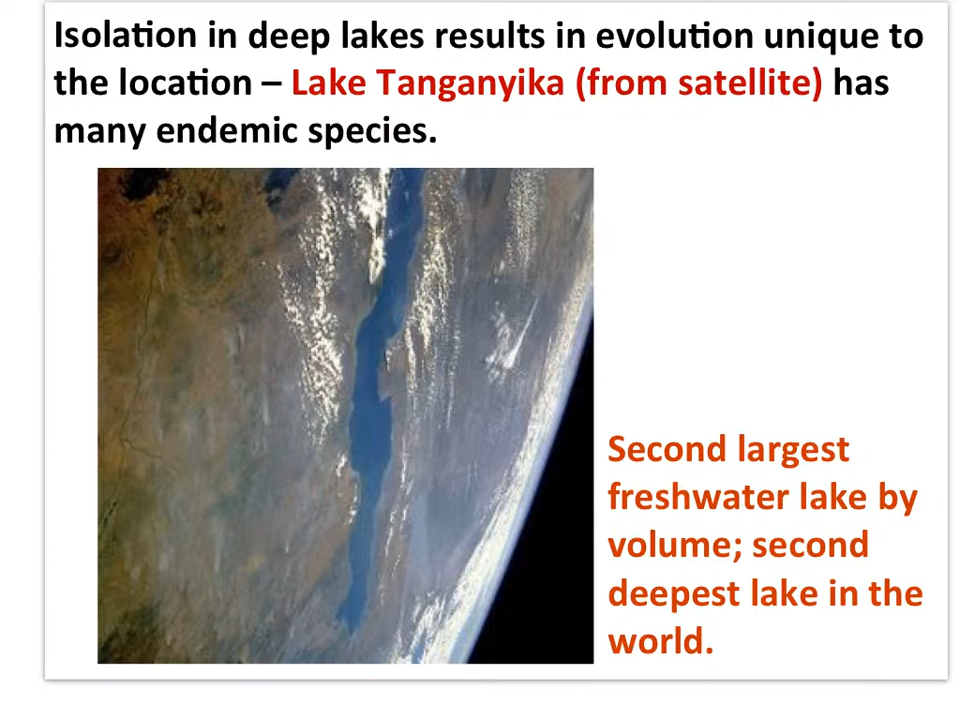 Isolation in deep lakes results in evolution unique to
the location – Lake Tanganyika (from satellite) has
many endemic species.
Second largest
freshwater lake by
volume; second
deepest lake in the
world.